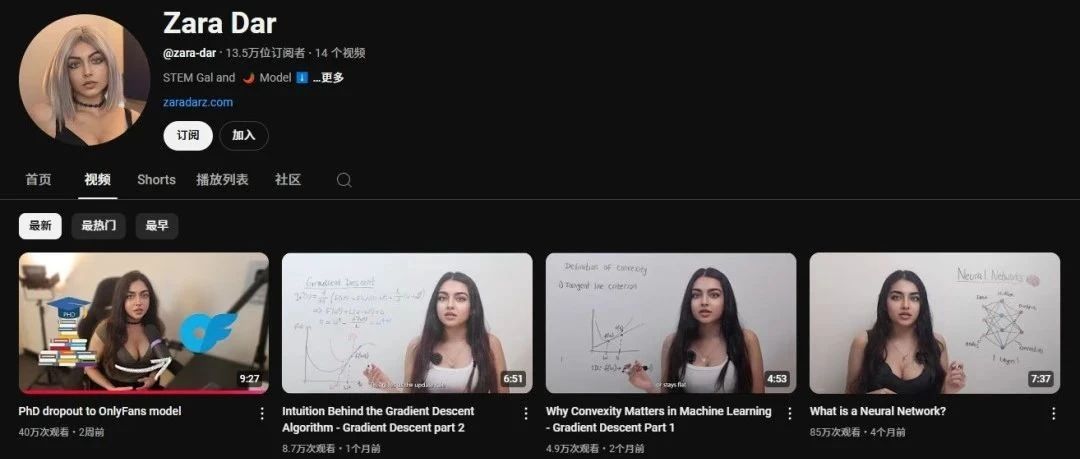 Zara Dar
@zara-dar · 13.5万位订阅者 · 14 个视频
STEM Gal and 🌶️ Model ⬇️ ...更多
zaradarz.com
订阅
加入
首页
视频
Shorts
播放列表
社区
最新
最热门
最早
PHD
9:27
PhD dropout to OnlyFans model
40万次观看 · 2周前
Gradient Descent
6:51
Intuition Behind the Gradient Descent
Algorithm - Gradient Descent part 2
8.7万次观看 · 1个月前
Definition of convexity
1) Tangent line criterion
or stays flat
4:53
Why Convexity Matters in Machine Learning
- Gradient Descent Part 1
4.9万次观看 · 2个月前
Neural Networks
7:37
What is a Neural Network?
85万次观看 · 4个月前